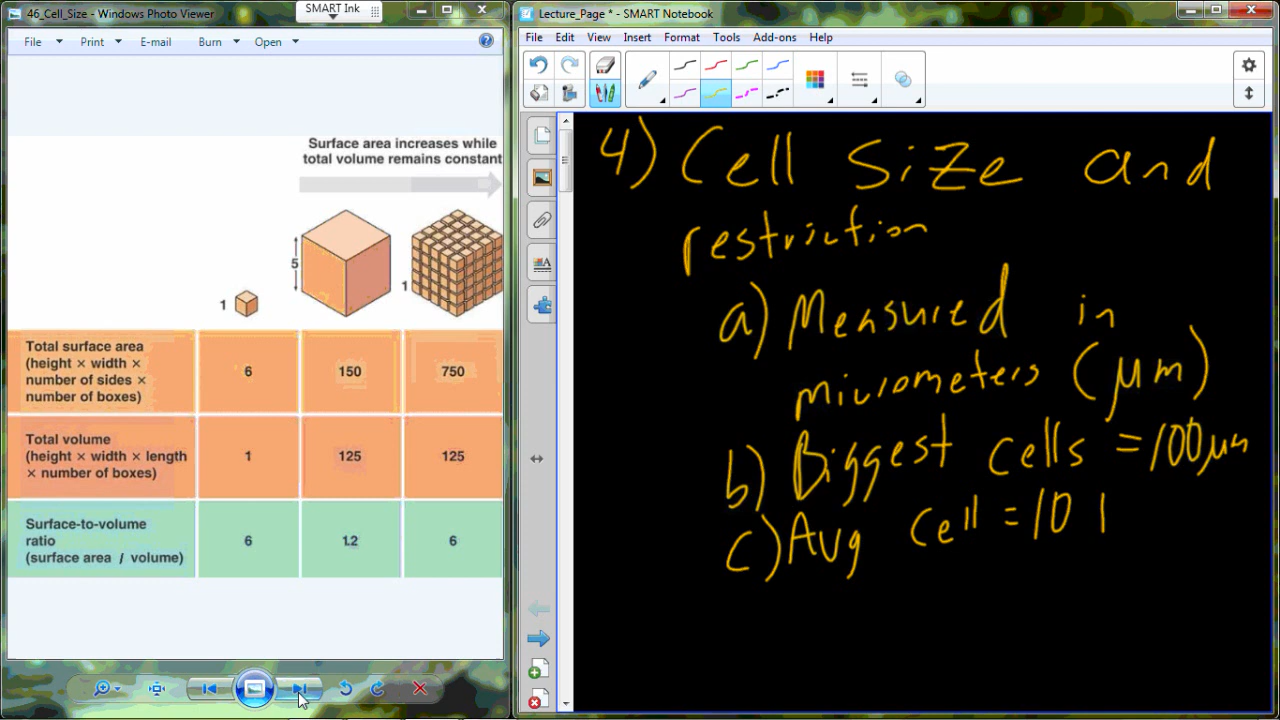 46_Cell_Size - Windows Photo Viewer
SMART Ink
File Print E-mail Burn Open
Surface area increases while
total volume remains constant
5
1
1
Total surface area
(height × width ×
number of sides ×
number of boxes)
6 150 750
Total volume
(height × width × length
× number of boxes)
1 125 125
Surface-to-volume
ratio
(surface area / volume)
6 1.2 6
Lecture_Page * - SMART Notebook
File Edit View Insert Format Tools Add-ons Help
4) Cell Size and
restriction
a) Measured in
micrometers (μm)
b) Biggest cells = 100μm
c) Avg cell = 10